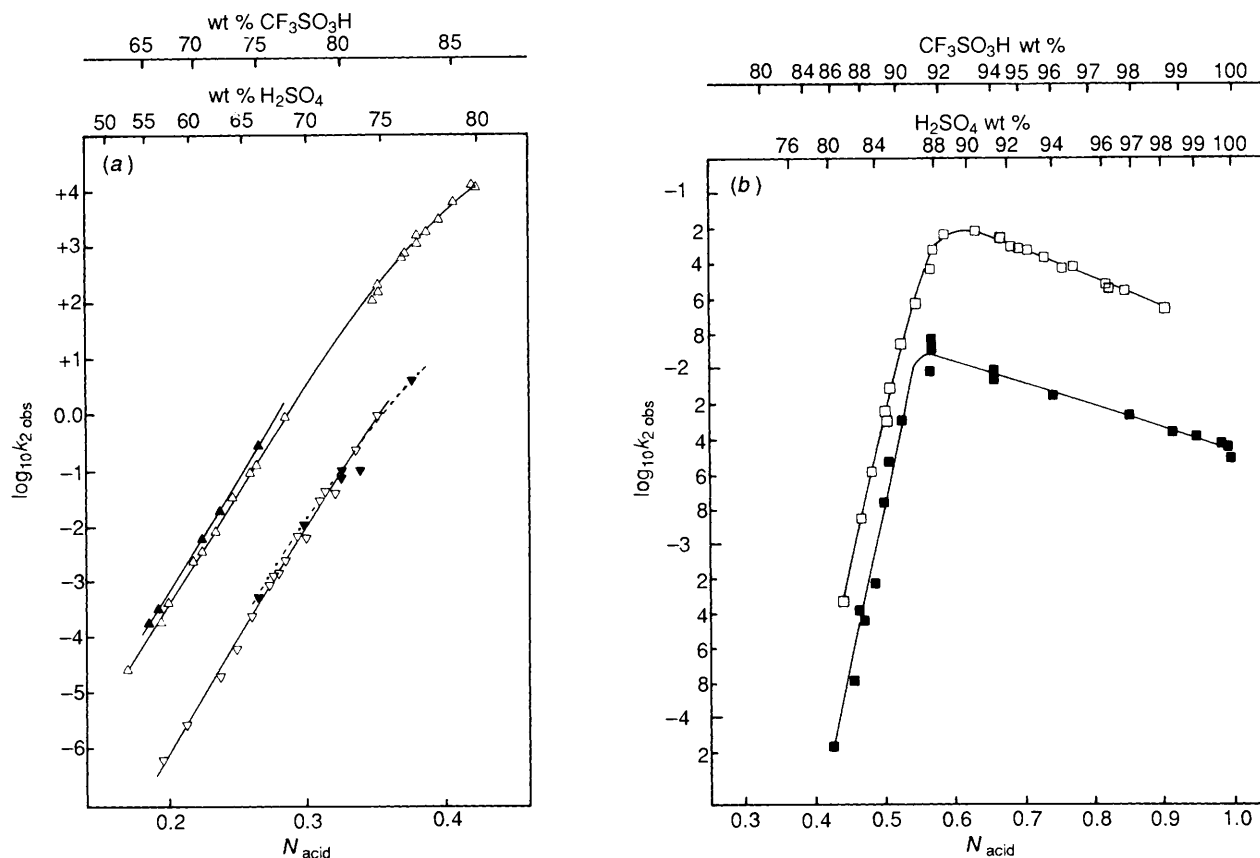 wt % CF₃SO₃H
65 70 75 80 85
wt % H₂SO₄
50 55 60 65 70 75 80
(a)
+4
+3
+2
+1
0.0
−1
−2
−3
−4
−5
−6
log₁₀k₂ obs
0.2 0.3 0.4
N acid
CF₃SO₃H wt %
80 84 86 88 90 92 94 95 96 97 98 99 100
H₂SO₄ wt %
76 80 84 88 90 92 94 96 97 98 99 100
(b)
−1
2
4
6
8
−2
2
4
6
8
−3
2
4
6
8
−4
2
log₁₀k₂ obs
0.3 0.4 0.5 0.6 0.7 0.8 0.9 1.0
N acid